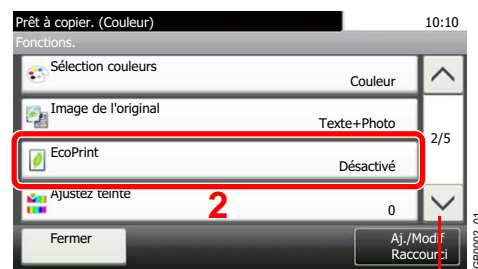 Prêt à copier. (Couleur) 10:10
Fonctions.
Sélection couleurs
Couleur
Image de l'original
Texte+Photo
2/5
EcoPrint
Désactivé
Ajustez teinte
2
0
Fermer
Aj./Modif
Raccourci
GB0002_01